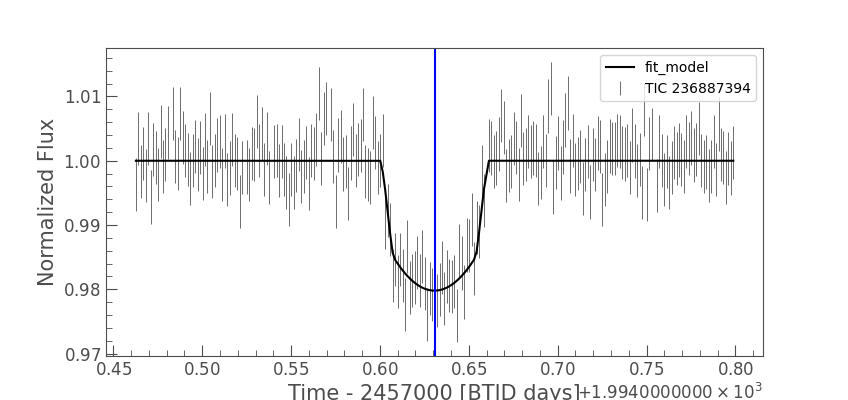 fit_model
TIC 236887394
1.01
1.00
0.99
0.98
0.97
Normalized Flux
0.45 0.50 0.55 0.60 0.65 0.70 0.75 0.80
Time - 2457000 [BTJD days]
+1.9940000000 × 10³